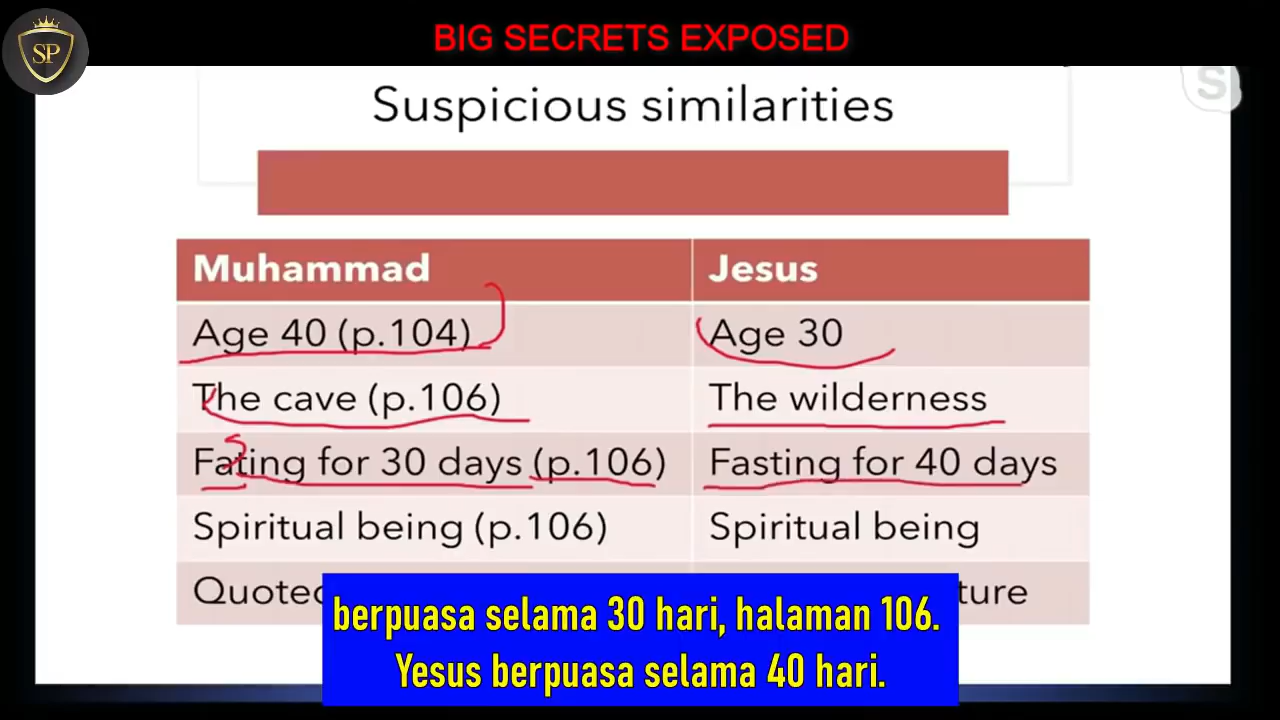 SP
BIG SECRETS EXPOSED
S
Suspicious similarities
Muhammad
Jesus
Age 40 (p.104)
Age 30
The cave (p.106)
The wilderness
Fating for 30 days (p.106)
Fasting for 40 days
Spiritual being (p.106)
Spiritual being
berpuasa selama 30 hari, halaman 106.
Yesus berpuasa selama 40 hari.